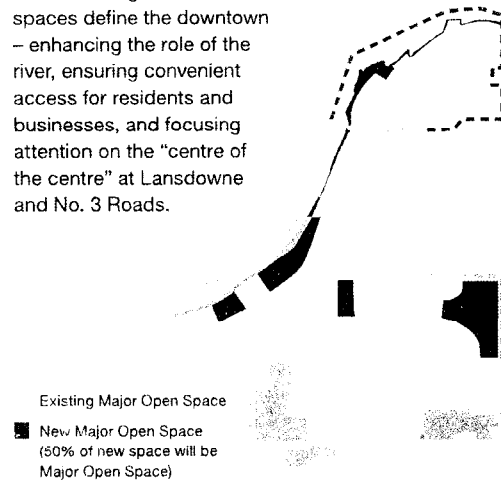 spaces define the downtown
– enhancing the role of the
river, ensuring convenient
access for residents and
businesses, and focusing
attention on the “centre of
the centre” at Lansdowne
and No. 3 Roads.
Existing Major Open Space
New Major Open Space
(50% of new space will be
Major Open Space)